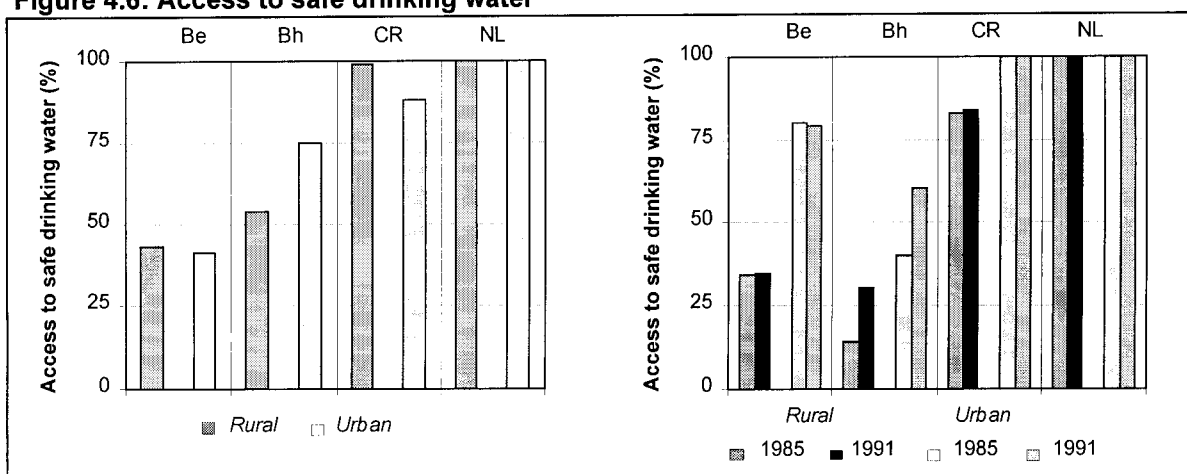 Figure 4.6: Access to safe drinking water
Be Bh CR NL
Access to safe drinking water (%)
100
75
50
25
0
Rural Urban
Be Bh CR NL
Access to safe drinking water (%)
100
75
50
25
0
Rural Urban
1985 1991 1985 1991